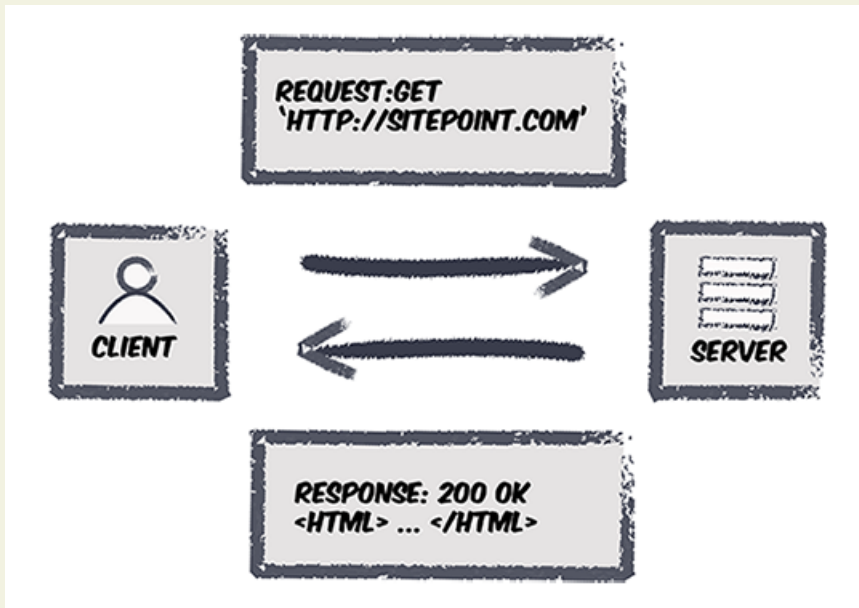 REQUEST:GET
‘HTTP://SITEPOINT.COM’
CLIENT
SERVER
RESPONSE: 200 OK
<HTML> ... </HTML>